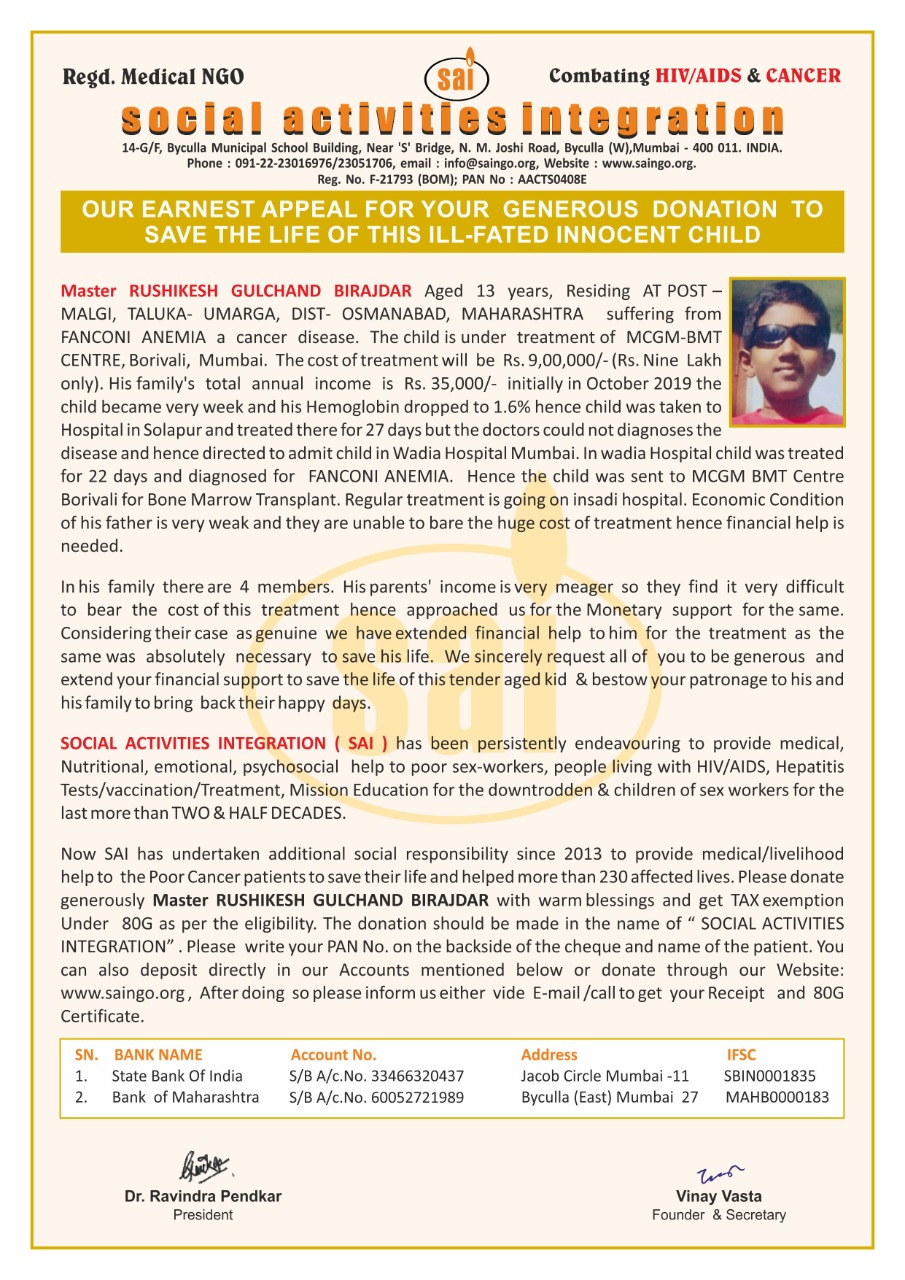 Regd. Medical NGO
sai
Combating HIV/AIDS & CANCER
social activities integration
14-G/F, Byculla Municipal School Building, Near 'S' Bridge, N. M. Joshi Road, Byculla (W),Mumbai - 400 011. INDIA.
Phone : 091-22-23016976/23051706, email : info@saingo.org, Website : www.saingo.org.
Reg. No. F-21793 (BOM); PAN No : AACTS0408E
OUR EARNEST APPEAL FOR YOUR GENEROUS DONATION TO
SAVE THE LIFE OF THIS ILL-FATED INNOCENT CHILD
Master RUSHIKESH GULCHAND BIRAJDAR Aged 13 years, Residing AT POST –
MALGI, TALUKA- UMARGA, DIST- OSMANABAD, MAHARASHTRA suffering from
FANCONI ANEMIA a cancer disease. The child is under treatment of MCGM-BMT
CENTRE, Borivali, Mumbai. The cost of treatment will be Rs. 9,00,000/- (Rs. Nine Lakh
only). His family's total annual income is Rs. 35,000/- initially in October 2019 the
child became very week and his Hemoglobin dropped to 1.6% hence child was taken to
Hospital in Solapur and treated there for 27 days but the doctors could not diagnoses the
disease and hence directed to admit child in Wadia Hospital Mumbai. In wadia Hospital child was treated
for 22 days and diagnosed for FANCONI ANEMIA. Hence the child was sent to MCGM BMT Centre
Borivali for Bone Marrow Transplant. Regular treatment is going on insadi hospital. Economic Condition
of his father is very weak and they are unable to bare the huge cost of treatment hence financial help is
needed.
In his family there are 4 members. His parents' income is very meager so they find it very difficult
to bear the cost of this treatment hence approached us for the Monetary support for the same.
Considering their case as genuine we have extended financial help to him for the treatment as the
same was absolutely necessary to save his life. We sincerely request all of you to be generous and
extend your financial support to save the life of this tender aged kid & bestow your patronage to his and
his family to bring back their happy days.
SOCIAL ACTIVITIES INTEGRATION ( SAI ) has been persistently endeavouring to provide medical,
Nutritional, emotional, psychosocial help to poor sex-workers, people living with HIV/AIDS, Hepatitis
Tests/vaccination/Treatment, Mission Education for the downtrodden & children of sex workers for the
last more than TWO & HALF DECADES.
Now SAI has undertaken additional social responsibility since 2013 to provide medical/livelihood
help to the Poor Cancer patients to save their life and helped more than 230 affected lives. Please donate
generously Master RUSHIKESH GULCHAND BIRAJDAR with warm blessings and get TAX exemption
Under 80G as per the eligibility. The donation should be made in the name of “ SOCIAL ACTIVITIES
INTEGRATION” . Please write your PAN No. on the backside of the cheque and name of the patient. You
can also deposit directly in our Accounts mentioned below or donate through our Website:
www.saingo.org , After doing so please inform us either vide E-mail /call to get your Receipt and 80G
Certificate.
SN. BANK NAME Account No. Address IFSC
1. State Bank Of India S/B A/c.No. 33466320437 Jacob Circle Mumbai -11 SBIN0001835
2. Bank of Maharashtra S/B A/c.No. 60052721989 Byculla (East) Mumbai 27 MAHB0000183
Dr. Ravindra Pendkar
President
Vinay Vasta
Founder & Secretary